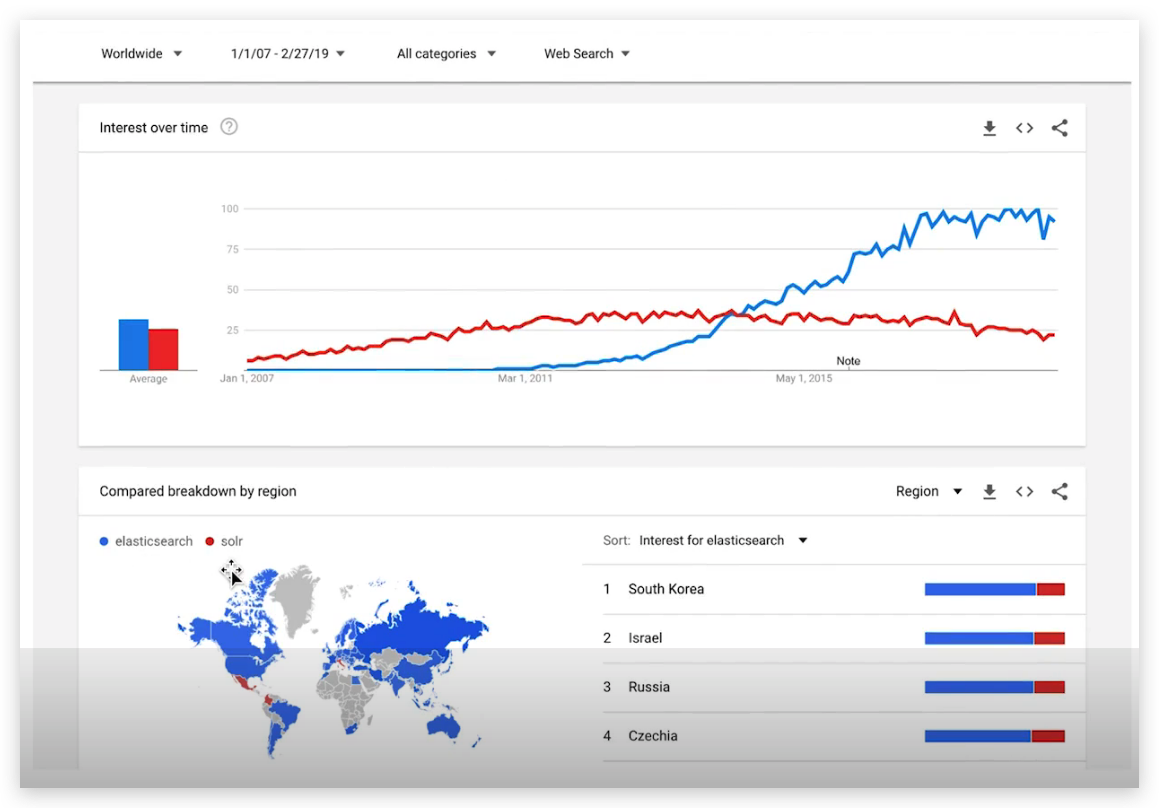 Worldwide 1/1/07 - 2/27/19 All categories Web Search
Interest over time ?
100
75
50
25
Note
Average Jan 1, 2007 Mar 1, 2011 May 1, 2015
Compared breakdown by region Region
elasticsearch solr Sort: Interest for elasticsearch
1 South Korea
2 Israel
3 Russia
4 Czechia